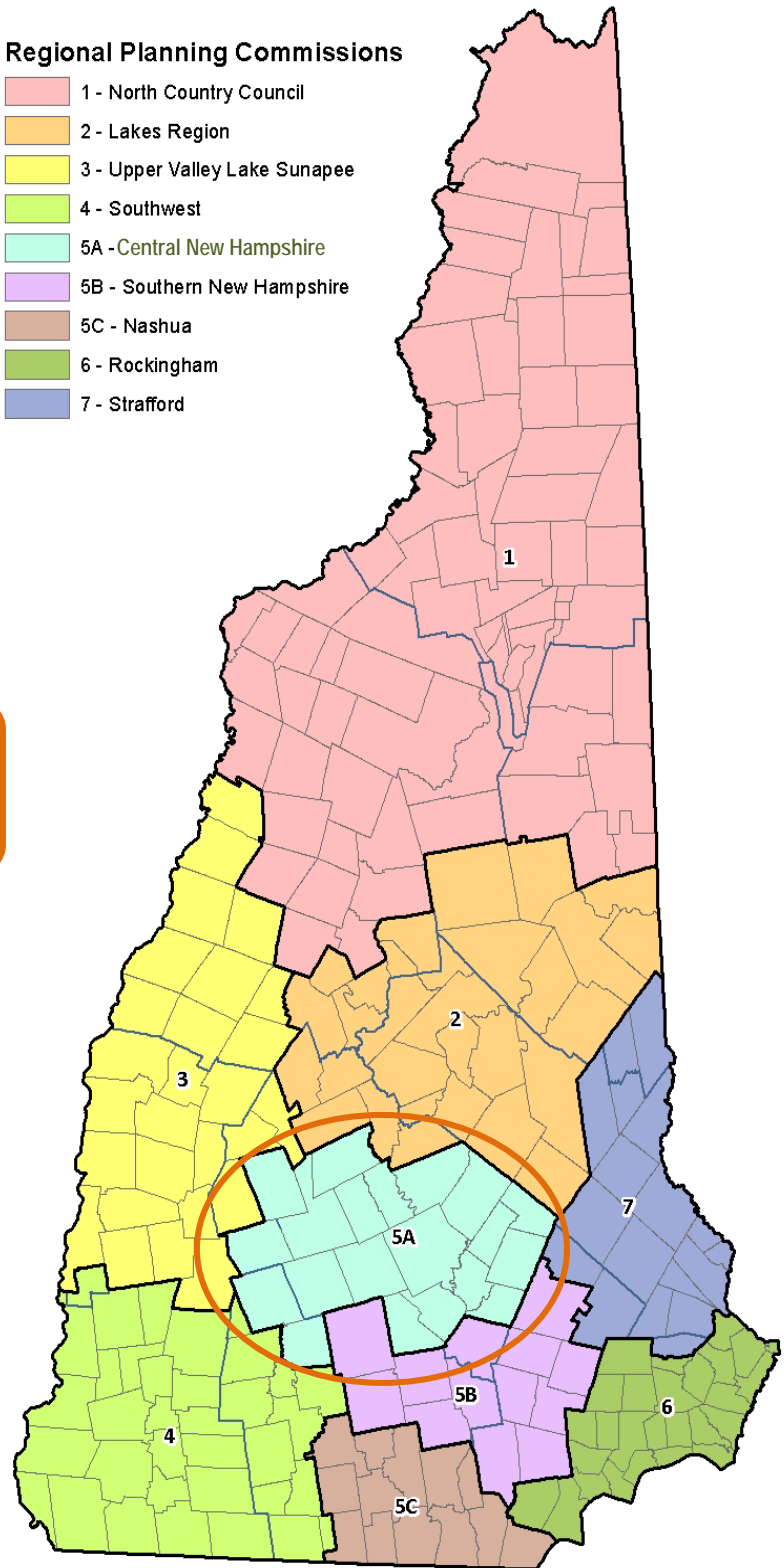 Regional Planning Commissions
1 - North Country Council
2 - Lakes Region
3 - Upper Valley Lake Sunapee
4 - Southwest
5A -Central New Hampshire
5B - Southern New Hampshire
5C - Nashua
6 - Rockingham
7 - Strafford
1
2
3
5A
7
5B
6
4
5C